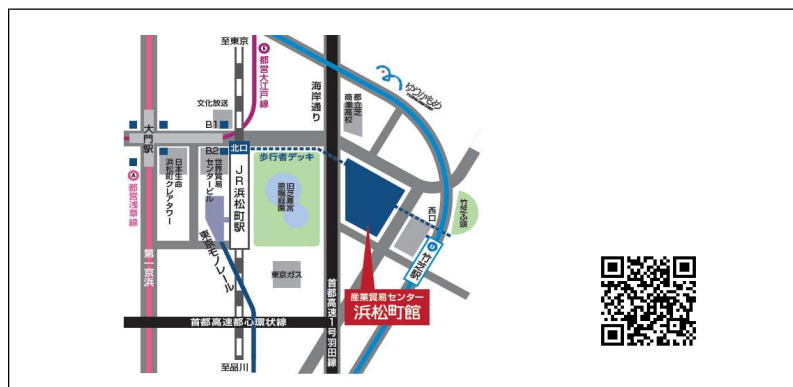 至東京
都営大江戸線
海岸通り
ゆりかもめ
文化放送
都立芝
商業高校
B1
大門駅
北口
歩行者デッキ
B2
日本生命
浜松町クレアタワー
世界貿易
センタービル
JR浜松町駅
旧芝離宮
恩賜庭園
竹芝ふ頭
西口
A
都営浅草線
竹芝駅
東京モノレール
第一京浜
東京ガス
産業貿易センター
浜松町館
首都高速都心環状線
首都高速1号羽田線
至品川